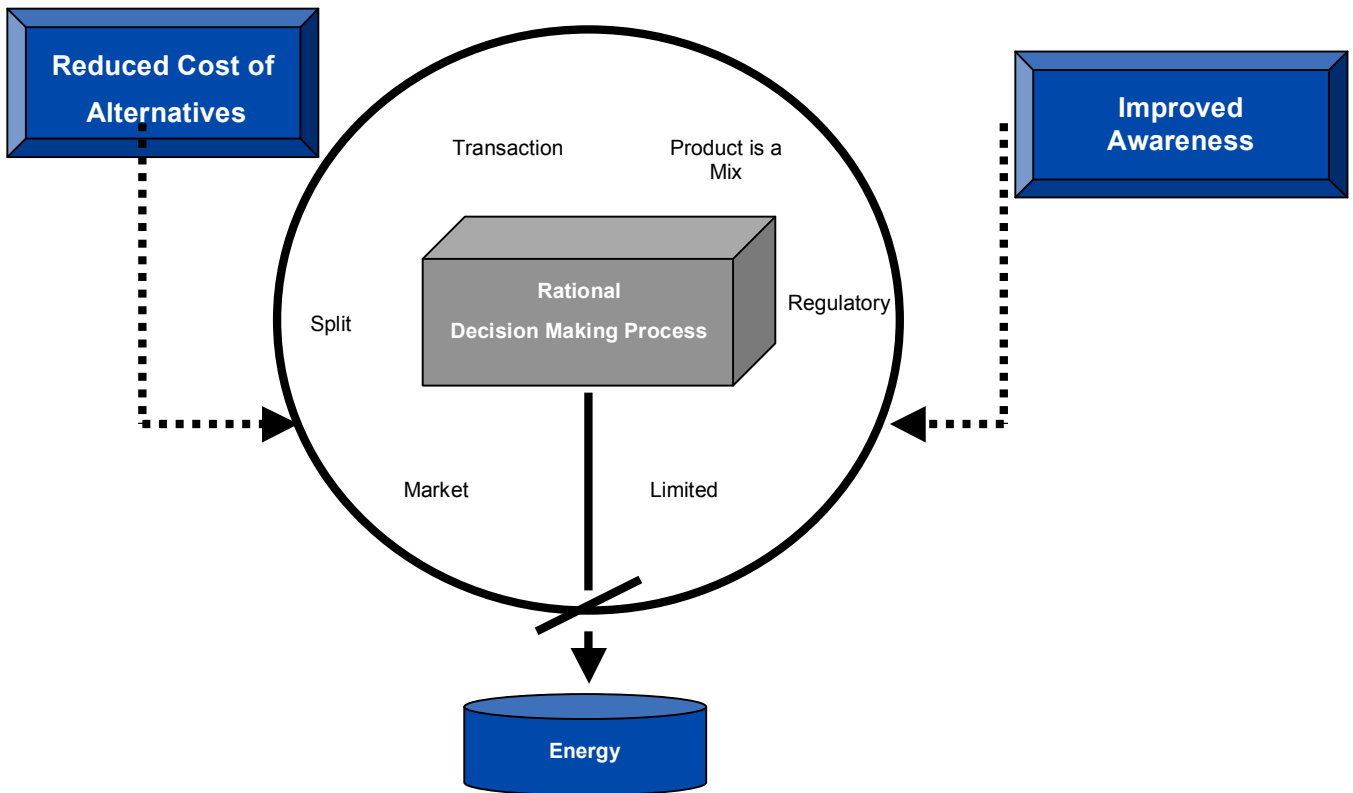 Reduced Cost of
Alternatives
Improved
Awareness
Transaction
Product is a
Mix
Rational
Decision Making Process
Regulatory
Split
Market
Limited
Energy